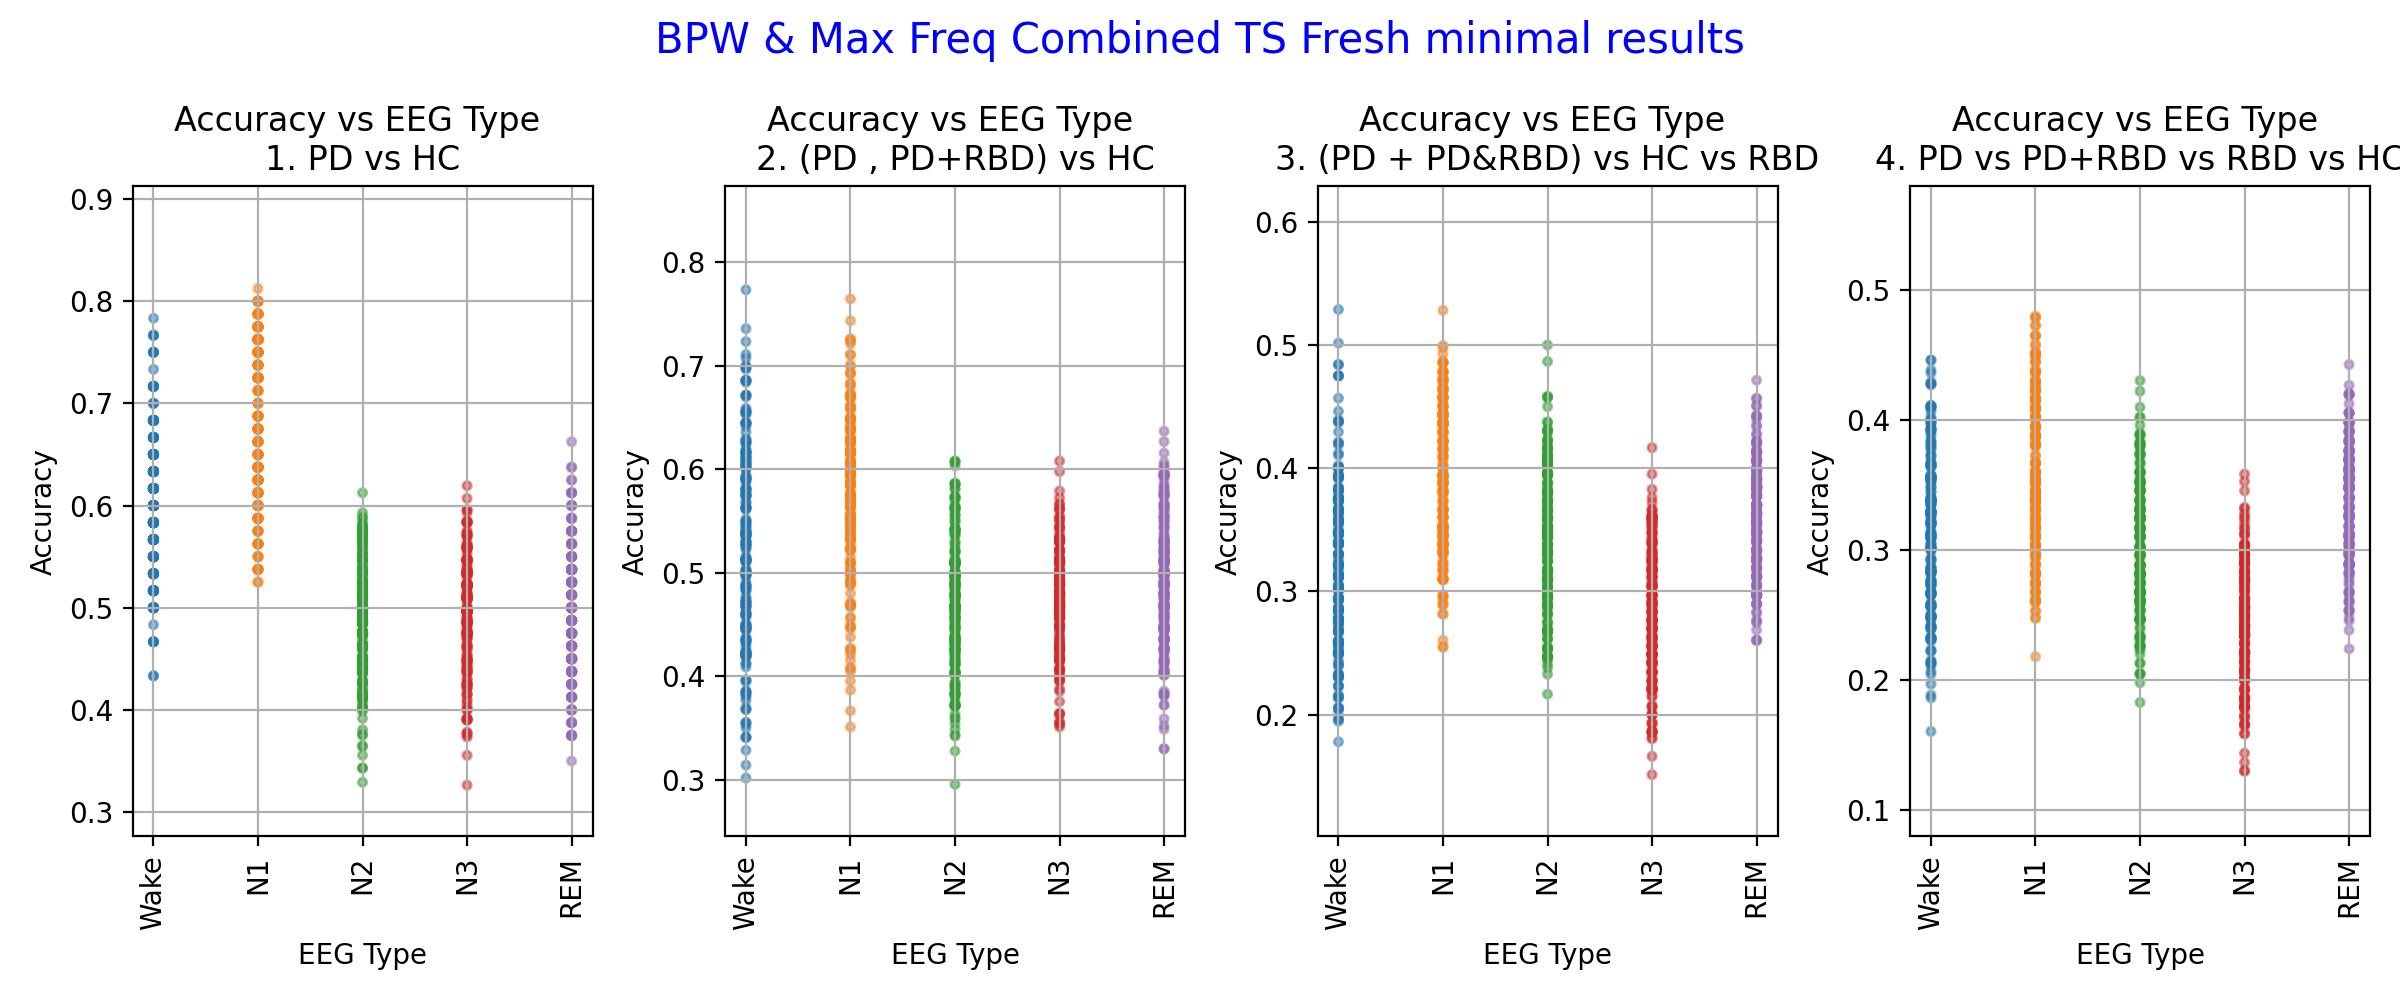 BPW & Max Freq Combined TS Fresh minimal results
Accuracy vs EEG Type
1. PD vs HC
Accuracy
0.9
0.8
0.7
0.6
0.5
0.4
0.3
Wake
N1
N2
N3
REM
EEG Type
Accuracy vs EEG Type
2. (PD , PD+RBD) vs HC
Accuracy
0.8
0.7
0.6
0.5
0.4
0.3
Wake
N1
N2
N3
REM
EEG Type
Accuracy vs EEG Type
3. (PD + PD&RBD) vs HC vs RBD
Accuracy
0.6
0.5
0.4
0.3
0.2
Wake
N1
N2
N3
REM
EEG Type
Accuracy vs EEG Type
4. PD vs PD+RBD vs RBD vs HC
Accuracy
0.5
0.4
0.3
0.2
0.1
Wake
N1
N2
N3
REM
EEG Type